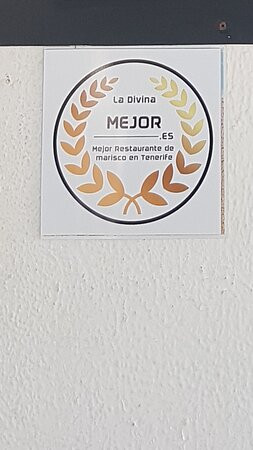 La Divina
MEJOR
.ES
Mejor Restaurante de
marisco en Tenerife